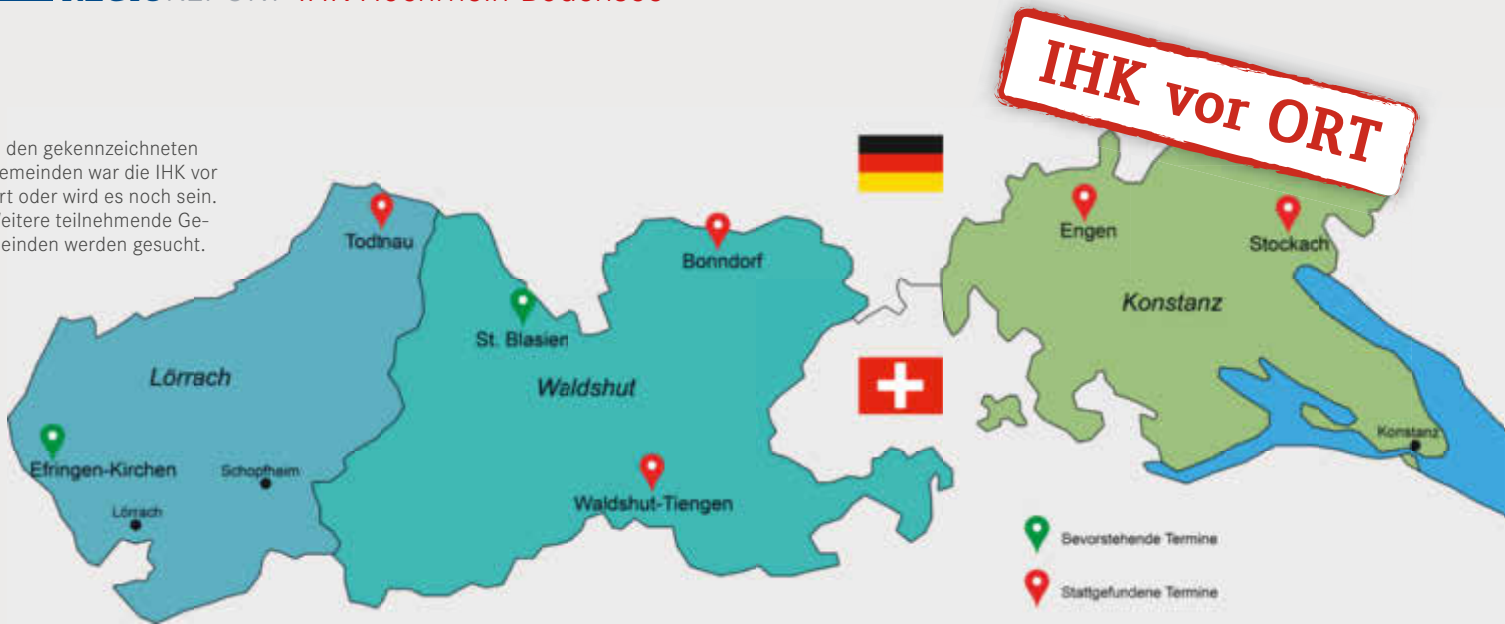 IHK vor ORT
den gekennzeichneten
emeinden war die IHK vor
rt oder wird es noch sein.
eitere teilnehmende Ge-
einden werden gesucht.
Todtnau
Bonndorf
Engen
Stockach
St. Blasien
Konstanz
Lörrach
Waldshut
Efringen-Kirchen
Schopfheim
Lörrach
Waldshut-Tiengen
Konstanz
Bevorstehende Termine
Stattgefundene Termine